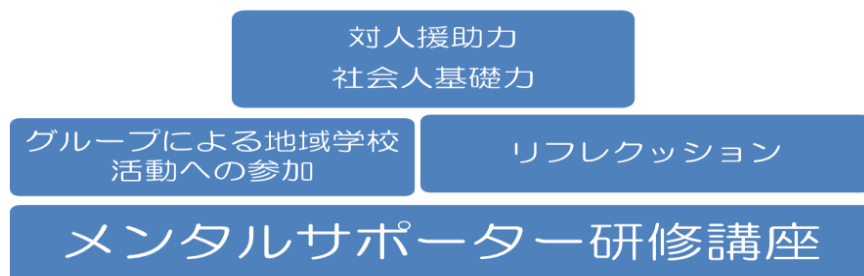 対人援助力
社会人基礎力
グループによる地域学校
活動への参加
リフレクッション
メンタルサポーター研修講座